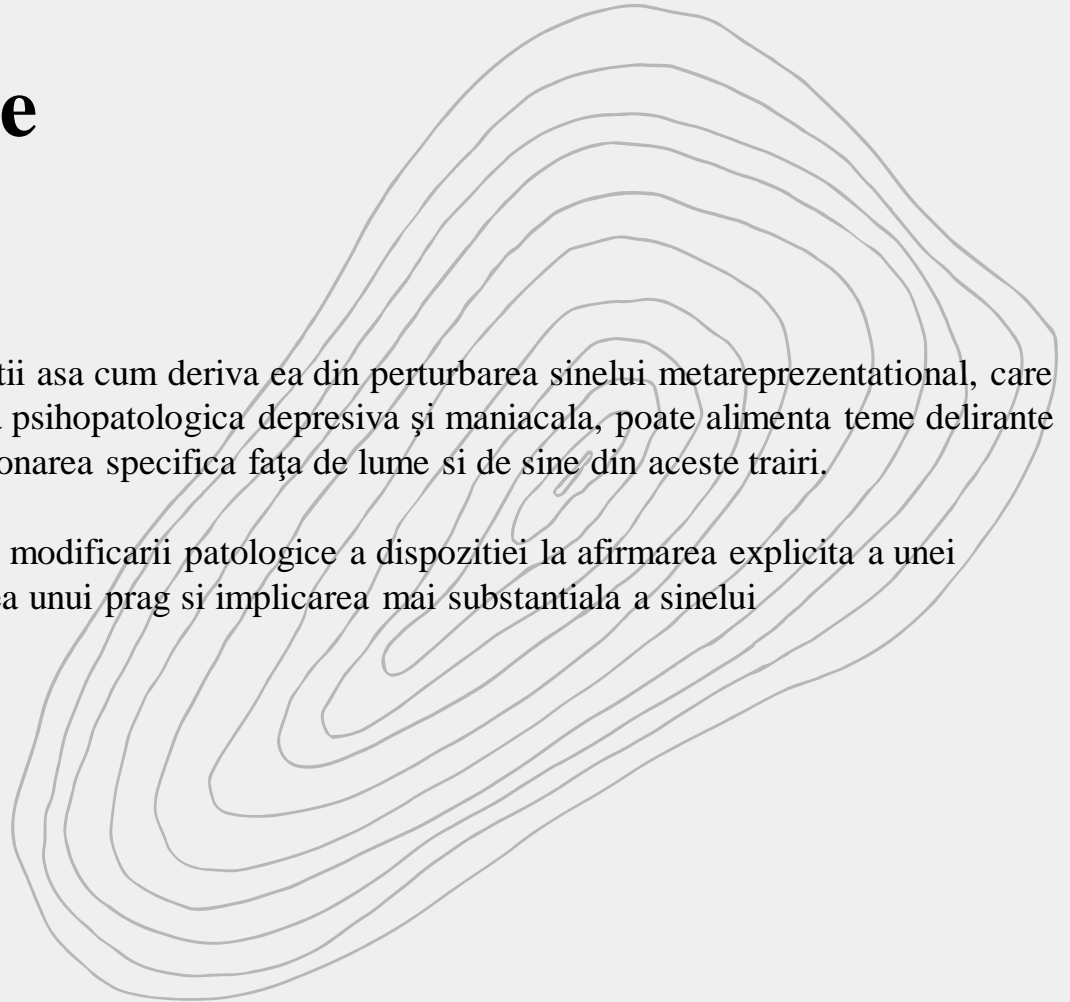 e
tii asa cum deriva ea din perturbarea sinelui metareprezentational, care
psihopatologica depresiva şi maniacala, poate alimenta teme delirante
onarea specifica faţa de lume si de sine din aceste trairi.
modificarii patologice a dispozitiei la afirmarea explicita a unei
ea unui prag si implicarea mai substantiala a sinelui